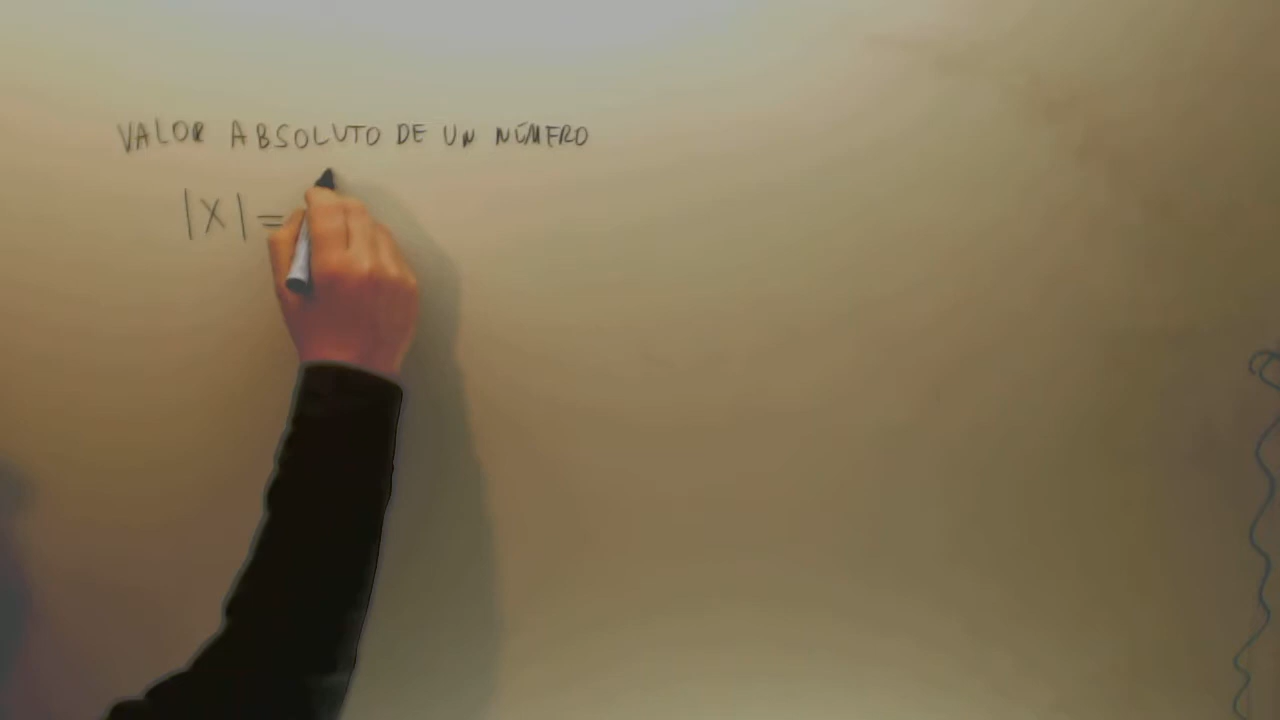 VALOR ABSOLUTO DE UN NÚMERO
|X| =